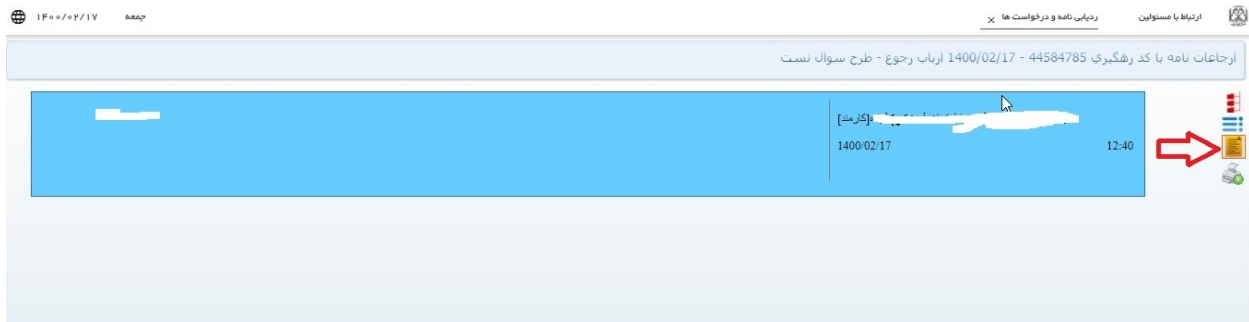 ارتباط با مسئولین
ردیابی نامه و درخواست ها ×
جمعه
۱۴۰۰/۰۲/۱۷
ارجاعات نامه با کد رهگیري 44584785 - 1400/02/17 ارباب رجوع - طرح سوال تست
[کارمند]
12:40
1400/02/17